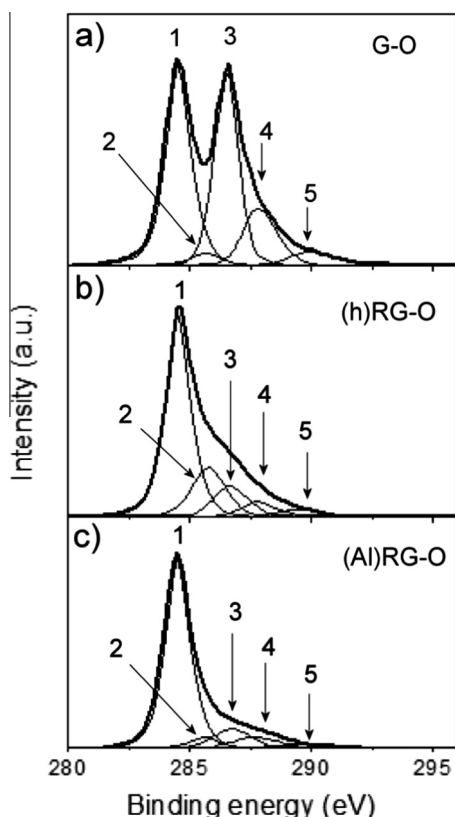 a)
1
3
G-O
2
4
5
b)
1
(h)RG-O
2
3
4
5
c)
1
(Al)RG-O
2
3
4
5
280 285 290 295
Binding energy (eV)
Intensity (a.u.)